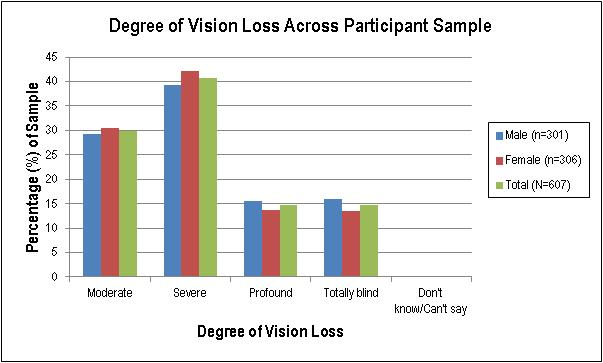 Degree of Vision Loss Across Participant Sample
Percentage (%) of Sample
45
40
35
30
25
20
15
10
5
0
Moderate
Severe
Profound
Totally blind
Don't
know/Can't say
Degree of Vision Loss
Male (n=301)
Female (n=306)
Total (N=607)